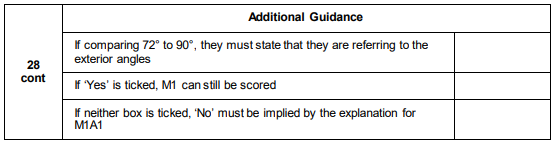 Additional Guidance
28
cont
If comparing 72° to 90°, they must state that they are referring to the
exterior angles
If ‘Yes’ is ticked, M1 can still be scored
If neither box is ticked, ‘No’ must be implied by the explanation for
M1A1